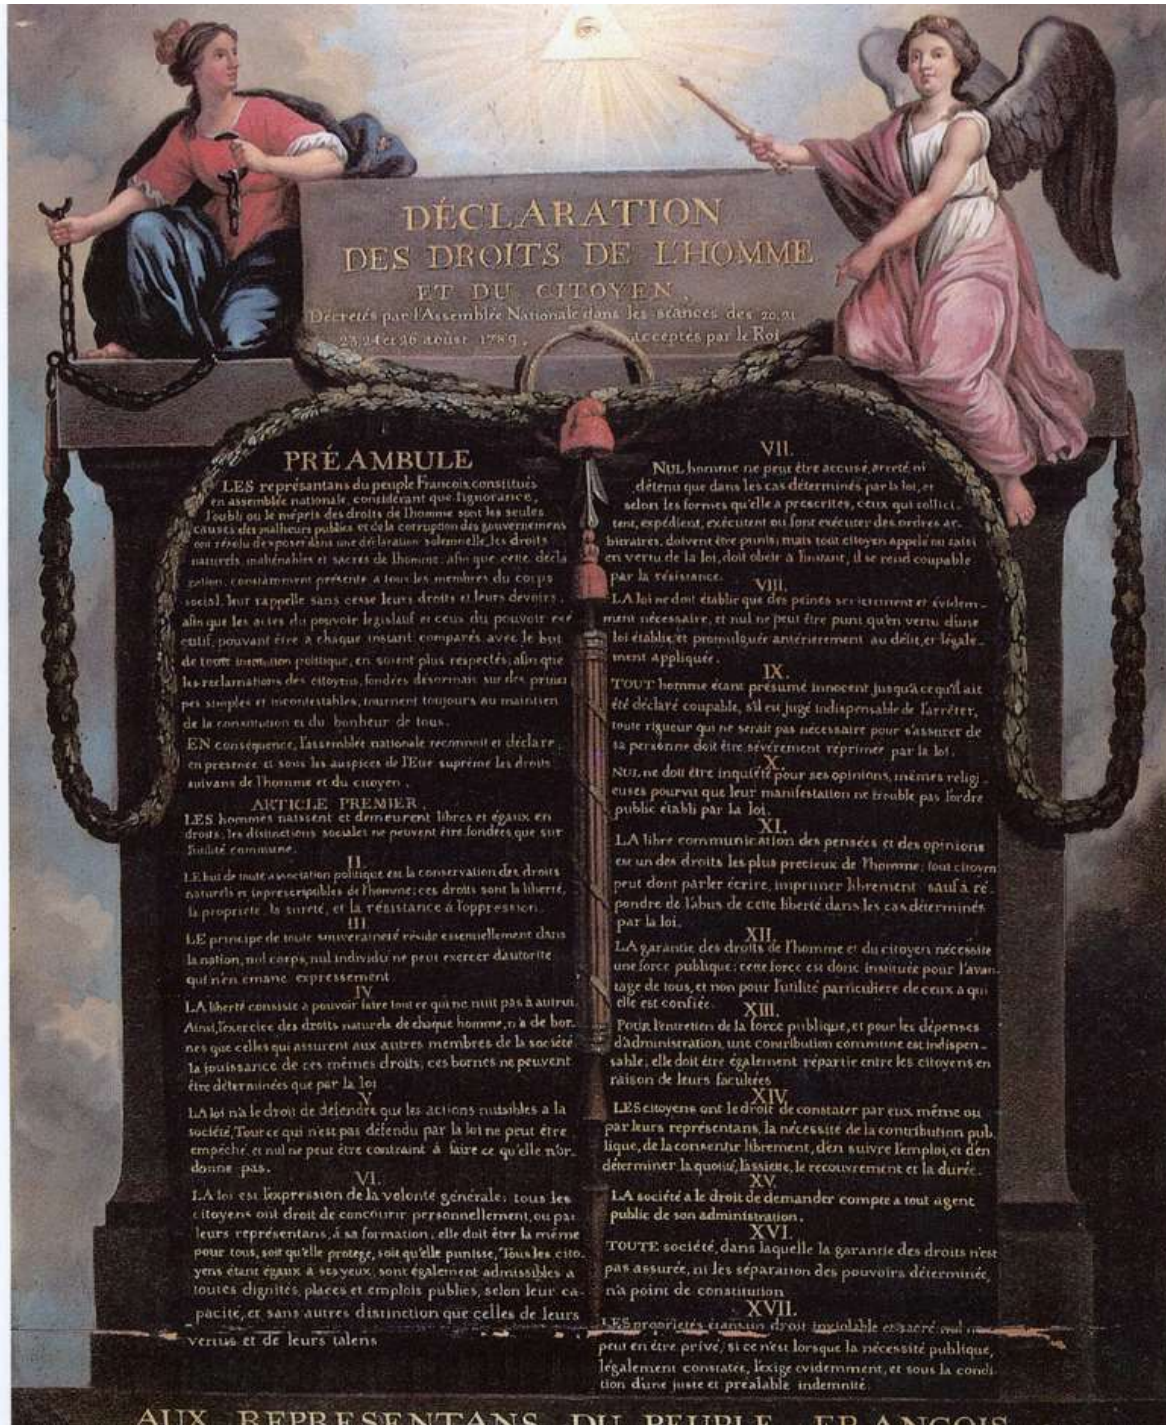 DÉCLARATION
DES DROITS DE L'HOMME
ET DU CITOYEN,
Décretés par l'Assemblée Nationale dans les séances des 20, 21
23, 24 et 26 aoûst 1789, acceptés par le Roi
PRÉAMBULE
LES représantans du peuple François, constitués
en assemblée nationale, considérant que l'ignorance,
l'oubli ou le mépris des droits de l'homme sont les seules
causes des malheurs publics et de la corruption des gouvernemens
ont résolu d'exposer dans une déclaration solemnelle, les droits
naturels, inaliénables et sacrés de l'homme; afin que cette décla
ration, constamment présente a tous les membres du corps
social, leur rappelle sans cesse leurs droits et leurs devoirs,
afin que les actes du pouvoir législatif et ceux du pouvoir exé
cutif, pouvant être a chaque instant comparés avec le but
de toute institution politique, en soient plus respectés; afin que
les réclamations des citoyens, fondées désormais sur des princi
pes simples et incontestables, tournent toujours au maintien
de la constitution et du bonheur de tous.
EN conséquence, l'assemblée nationale reconnoit et déclare,
en presence et sous les auspices de l'Etre suprême les droits
suivans de l'homme et du citoyen.
ARTICLE PREMIER.
LES hommes naissent et demeurent libres et égaux en
droits; les distinctions sociales ne peuvent être fondées que sur
l'utilité commune.
II.
LE but de toute association politique est la conservation des droits
naturels et inprescriptibles de l'homme; ces droits sont la liberté,
la propriete, la sureté, et la résistance à l'oppression.
III
LE principe de toute souveraineté réside essentiellement dans
la nation, nul corps, nul individu ne peut exercer d'autorité
qui n'en emane expressement
IV
LA liberté consiste a pouvoir faire tout ce qui ne nuit pas à autrui.
Ainsi, l'exercice des droits naturels de chaque homme, n'a de bor-
nes que celles qui assurent aux autres membres de la société
la jouissance de ces mêmes droits; ces bornes ne peuvent
être déterminées que par la loi
V
LA loi n'a le droit de défendre que les actions nuisibles a la
société. Tout ce qui n'est pas défendu par la loi ne peut être
empêché, et nul ne peut être contraint à faire ce qu'elle n'or-
donne pas.
VI.
LA loi est l'expression de la volonté générale; tous les
citoyens ont droit de concourir personnellement, ou par
leurs représentans, à sa formation; elle doit être la même
pour tous, soit qu'elle protege, soit qu'elle punisse. Tous les cito-
yens étant égaux à ses yeux, sont également admissibles a
toutes dignités, places et emplois publics, selon leur ca-
pacité, et sans autres distinction que celles de leurs
vertus et de leurs talens
VII.
NUL homme ne peut être accusé, arreté, ni
détenu que dans les cas déterminés par la loi, et
selon les formes qu'elle a prescrites, ceux qui sollici-
tent, expédient, exécutent ou font exécuter des ordres ar-
bitraires, doivent être punis; mais tout citoyen appelé ou saisi
en vertu de la loi, doit obéir a l'instant, il se rend coupable
par la résistance.
VIII.
LA loi ne doit établir que des peines strictement et évidem-
ment nécessaire, et nul ne peut être puni qu'en vertu d'une
loi établie et promulguée antérieurement au délit, et légale-
ment appliquée.
IX.
TOUT homme étant présumé innocent jusqu'a ce qu'il ait
été déclaré coupable, s'il est jugé indispensable de l'arrêter,
toute rigueur qui ne serait pas nécessaire pour s'assurer de
sa personne doit être sévèrement réprimer par la loi.
X.
NUL ne doit être inquiété pour ses opinions, mêmes religi
euses pourvu que leur manifestation ne trouble pas l'ordre
public établi par la loi.
XI.
LA libre communication des pensées et des opinions
est un des droits les plus precieux de l'homme; tout citoyen
peut dont parler écrire, imprimer librement sauf à ré
pondre de l'abus de cette liberté dans les cas déterminés
par la loi.
XII.
LA garantie des droits de l'homme et du citoyen nécessite
une force publique; cette force est donc instituée pour l'avan-
tage de tous, et non pour l'utilité particuliere de ceux a qui
elle est confiée.
XIII.
POUR l'entretien de la force publique, et pour les dépenses
d'administration, une contribution commune est indispen-
sable; elle doit être également répartie entre les citoyens en
raison de leurs facultées
XIV.
LES citoyens ont le droit de constater par eux même ou
par leurs représentans, la nécessité de la contribution pub-
lique, de la consentir librement, d'en suivre l'emploi, et d'en
déterminer la quotité, l'assiette, le recouvrement et la durée.
XV.
LA société a le droit de demander compte a tout agent
public de son administration.
XVI.
TOUTE société, dans laquelle la garantie des droits n'est
pas assurée, ni les séparation des pouvoirs déterminée,
n'a point de constitution
XVII.
LES propriétés étant un droit inviolable et sacré, nul ne
peut en être privé, si ce n'est lorsque la nécessité publique,
légalement constatée, l'exige evidemment, et sous la condi-
tion d'une juste et préalable indemnité.
AUX REPRESENTANS DU PEUPLE FRANCOIS